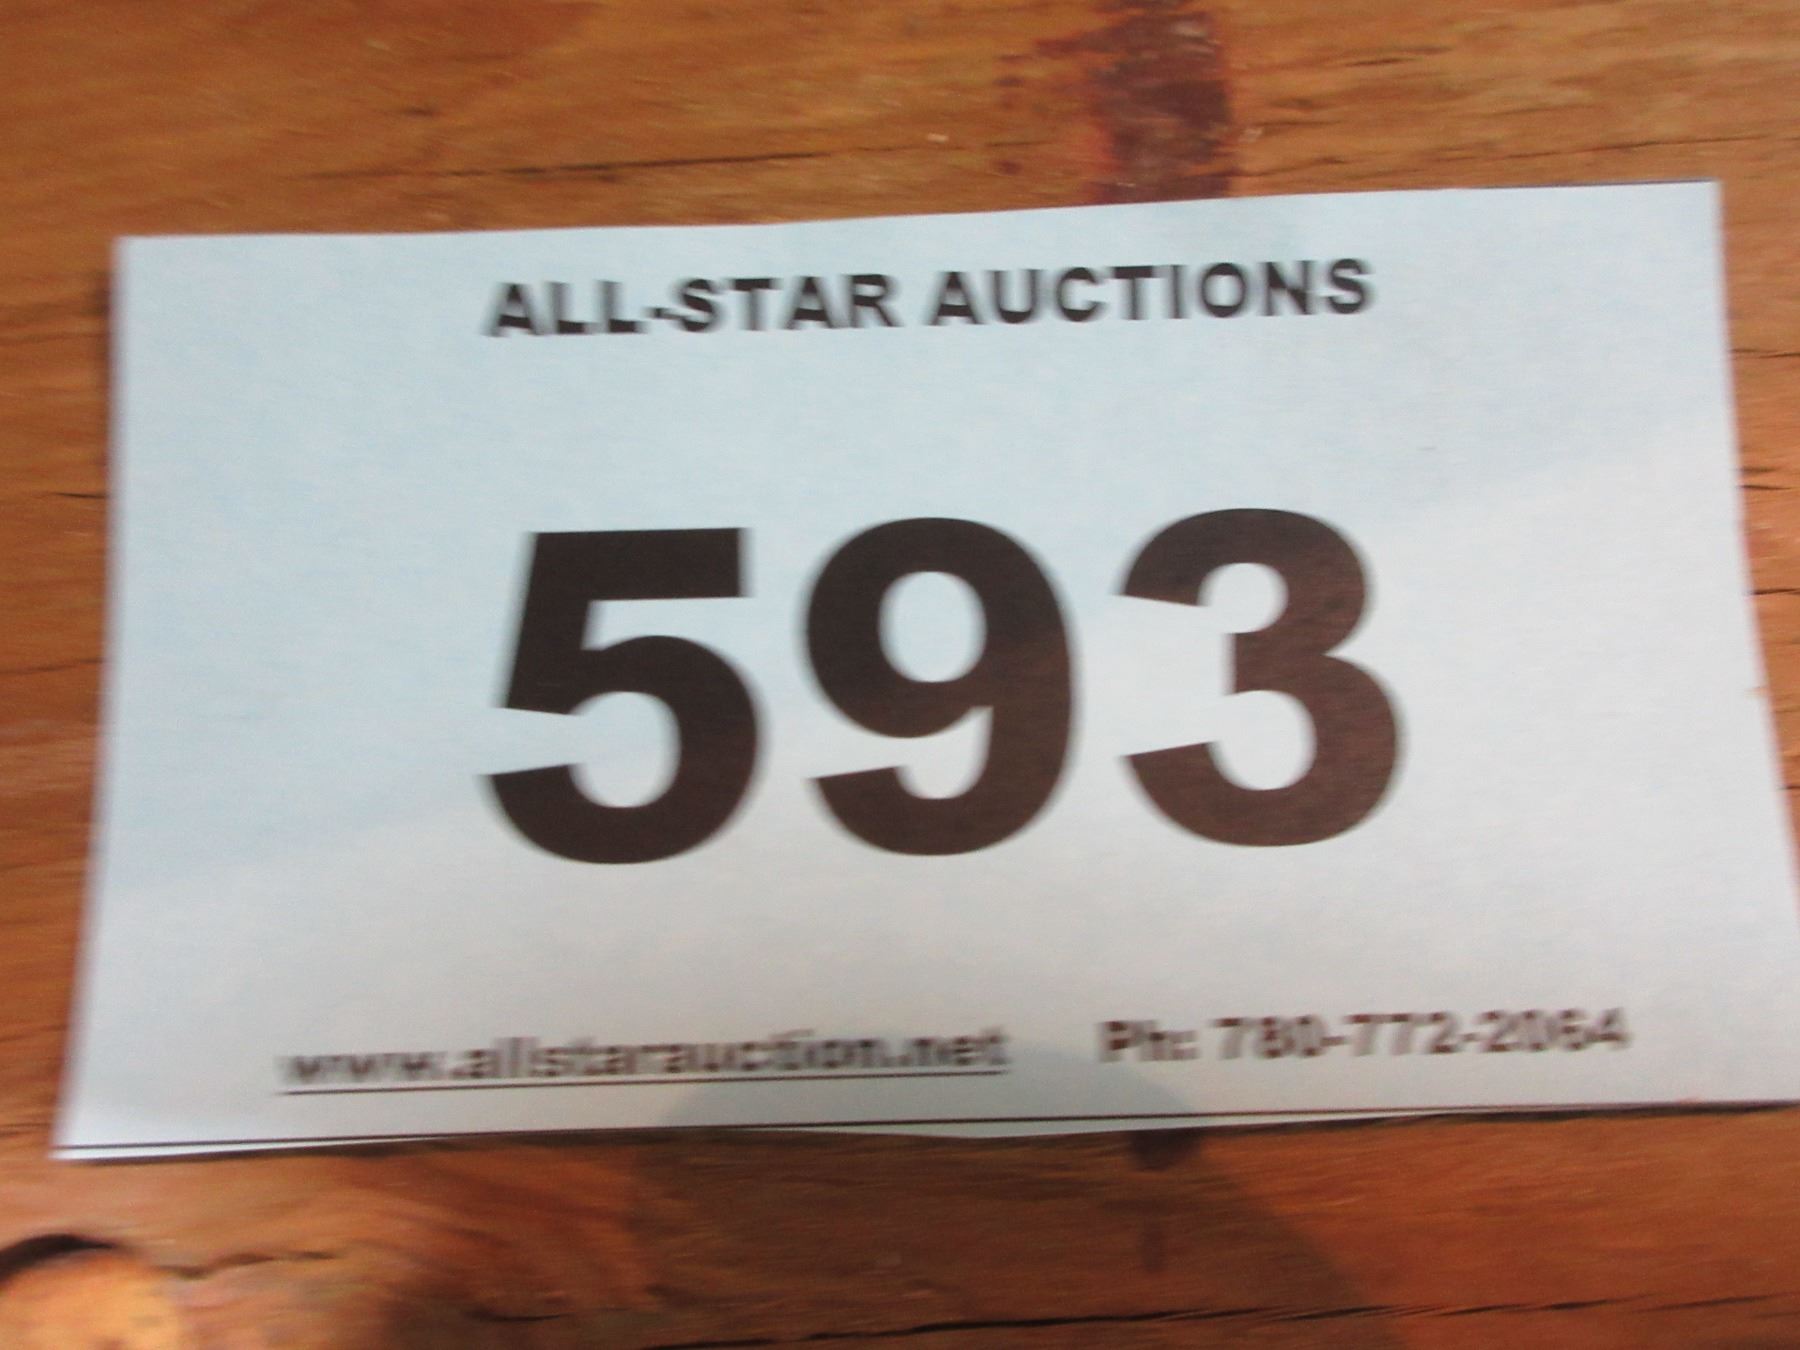 ALL-STAR AUCTIONS
593
www.allstarauction.net Ph: 780-772-2064